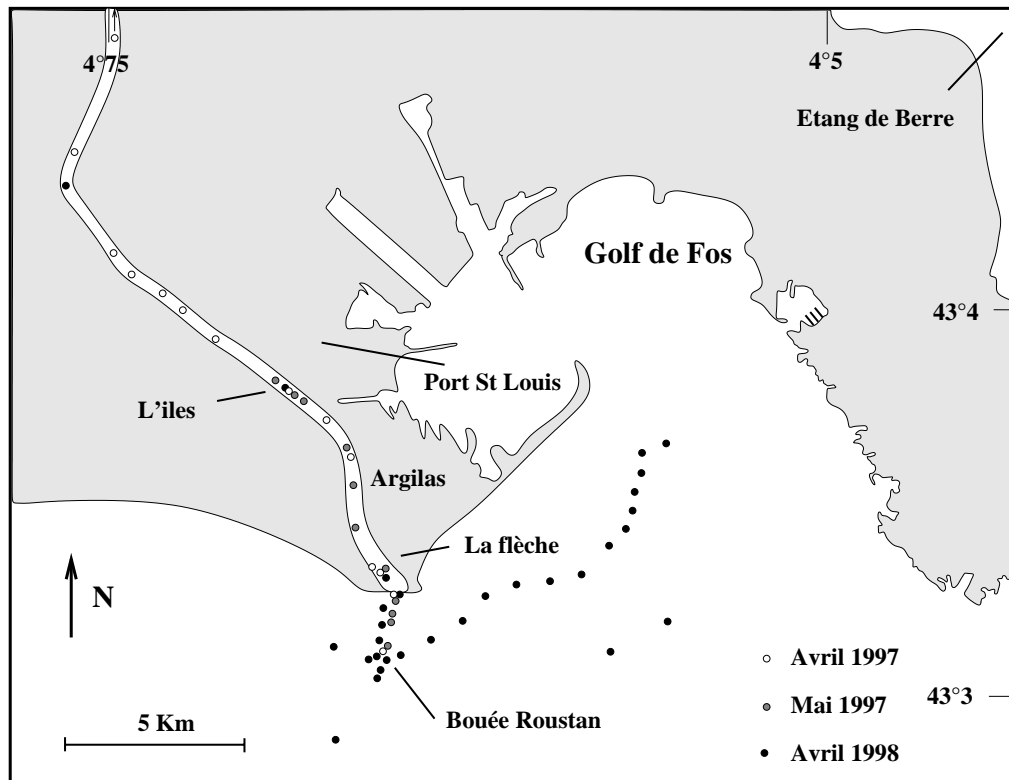 4°75
4°5
Etang de Berre
Golf de Fos
43°4
Port St Louis
L'iles
Argilas
La flèche
N
Avril 1997
Mai 1997
43°3
5 Km
Bouée Roustan
Avril 1998